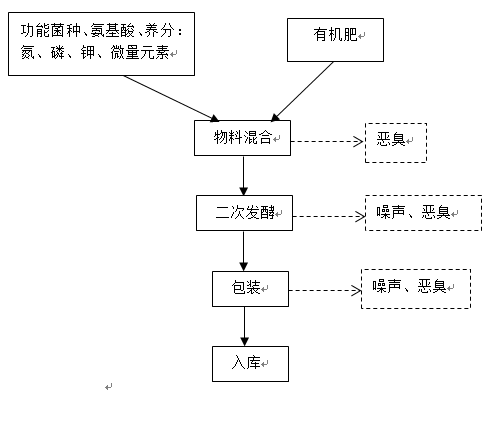 功能菌种、氨基酸、养分：
氮、磷、钾、微量元素
有机肥
物料混合
恶臭
二次发酵
噪声、恶臭
包装
噪声、恶臭
入库